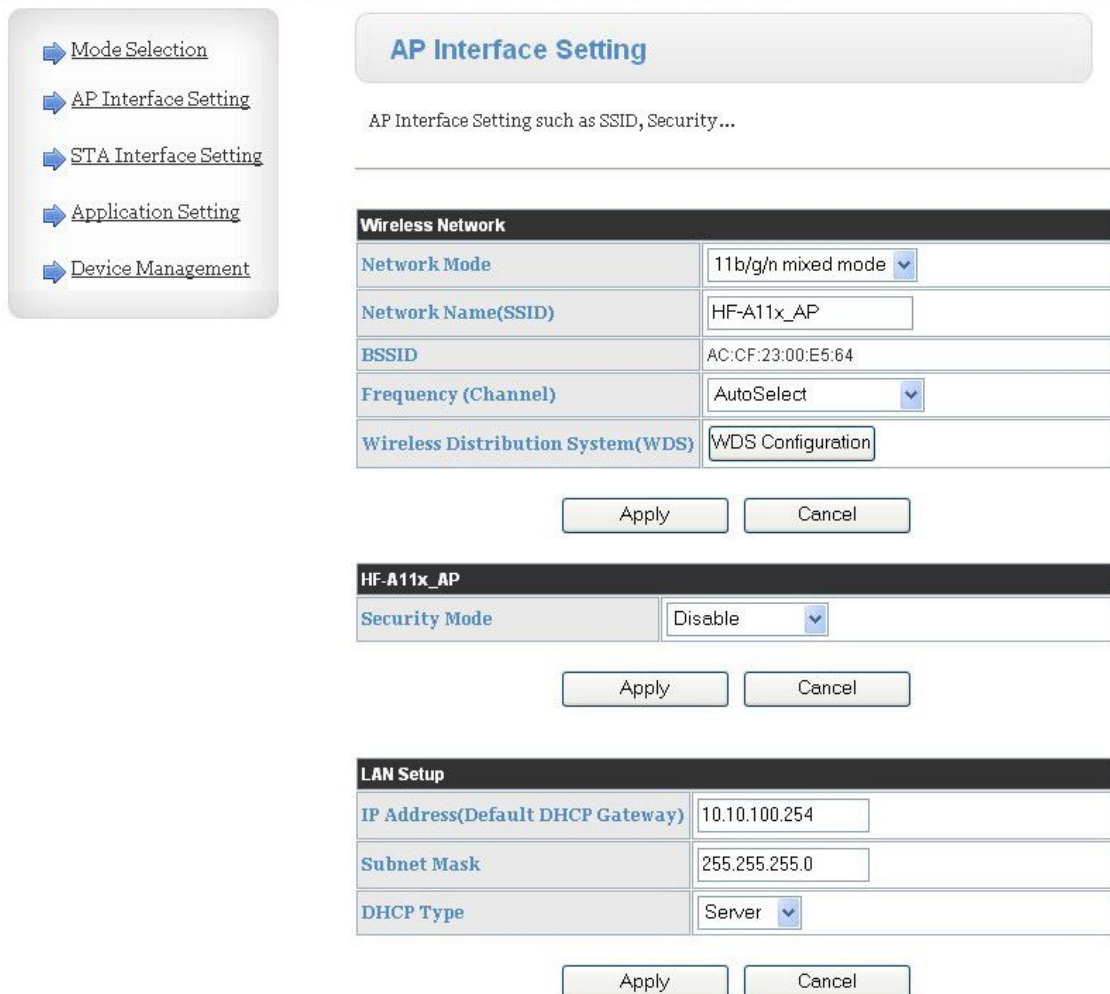 Mode Selection
AP Interface Setting
STA Interface Setting
Application Setting
Device Management
AP Interface Setting
AP Interface Setting such as SSID, Security...
Wireless Network
Network Mode 11b/g/n mixed mode
Network Name(SSID) HF-A11x_AP
BSSID AC:CF:23:00:E5:64
Frequency (Channel) AutoSelect
Wireless Distribution System(WDS) WDS Configuration
Apply Cancel
HF-A11x_AP
Security Mode Disable
Apply Cancel
LAN Setup
IP Address(Default DHCP Gateway) 10.10.100.254
Subnet Mask 255.255.255.0
DHCP Type Server
Apply Cancel